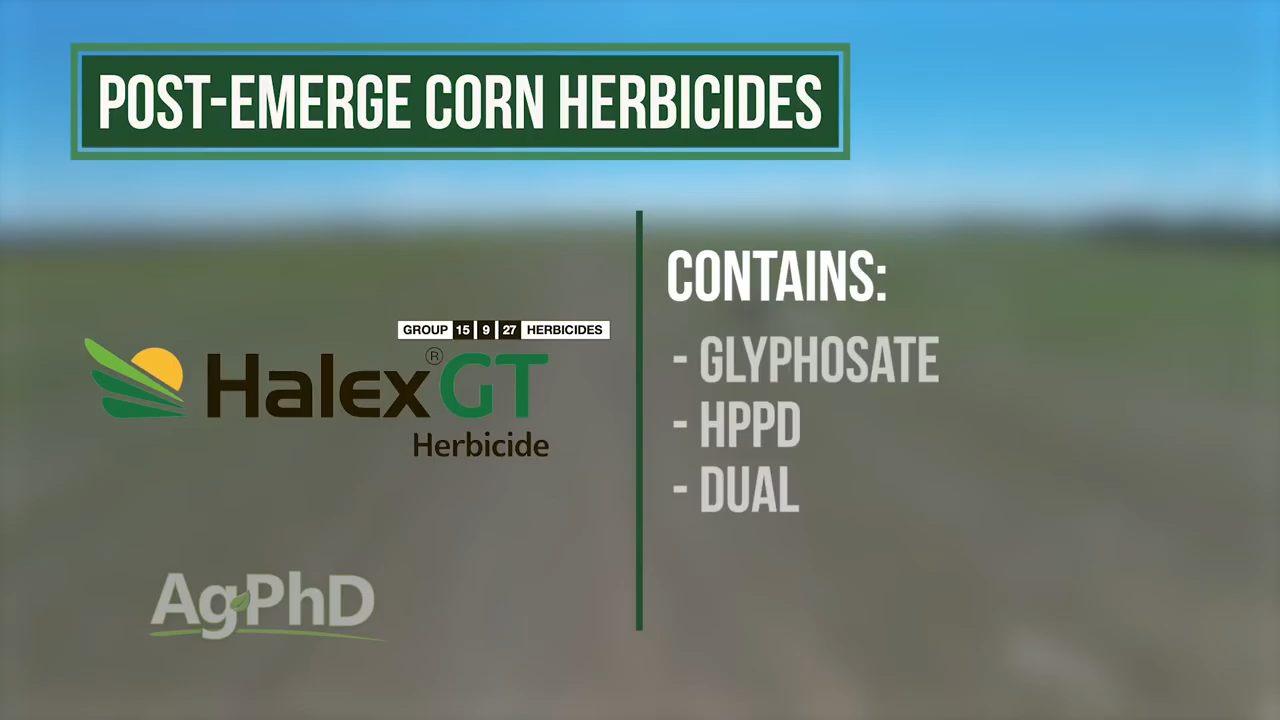 POST-EMERGE CORN HERBICIDES
GROUP 15 9 27 HERBICIDES
Halex® GT
Herbicide
CONTAINS:
- GLYPHOSATE
- HPPD
- DUAL
AgPhD